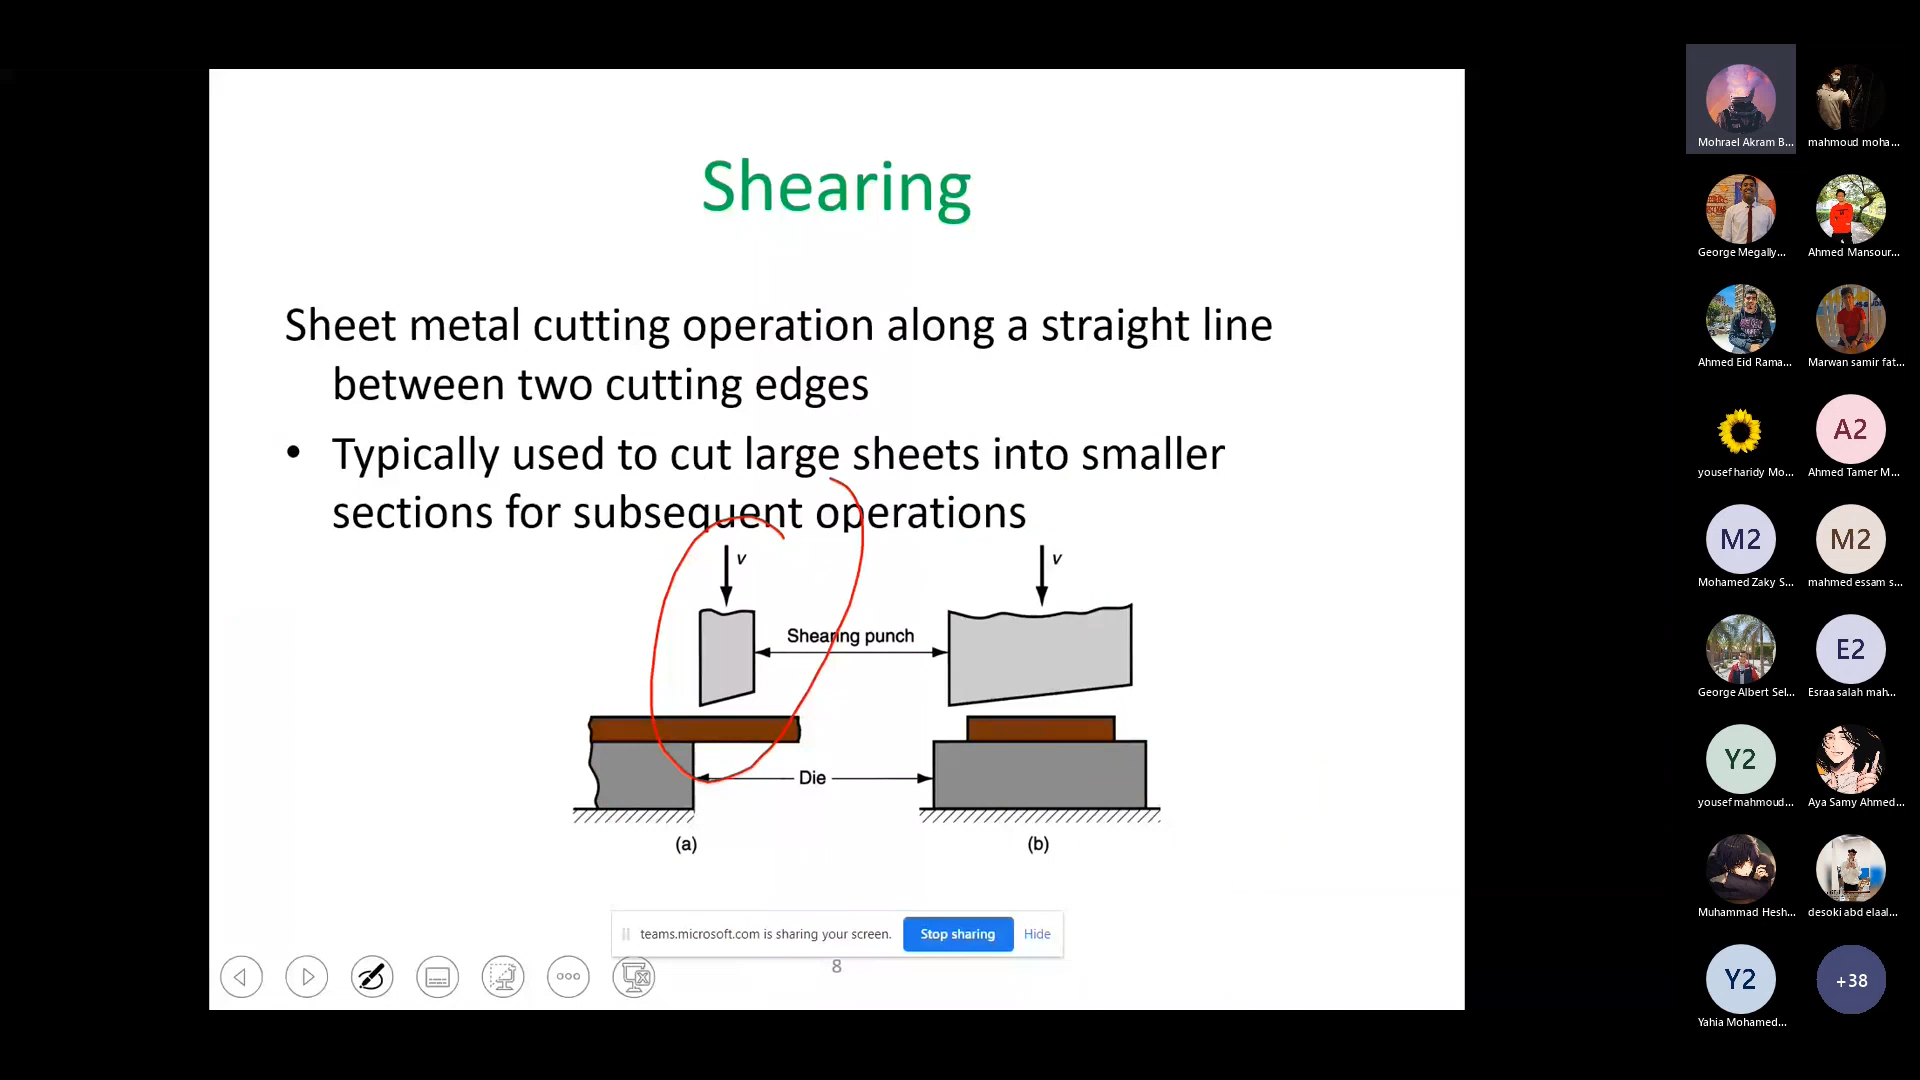 Shearing
Sheet metal cutting operation along a straight line
between two cutting edges
• Typically used to cut large sheets into smaller
sections for subsequent operations
v
v
Shearing punch
Die
(a)
(b)
teams.microsoft.com is sharing your screen.
Stop sharing
Hide
8
Mohrael Akram B...
mahmoud moha...
George Megally...
Ahmed Mansour...
Ahmed Eid Rama...
Marwan samir fat...
yousef haridy Mo...
A2
Ahmed Tamer M...
M2
Mohamed Zaky S...
M2
mahmed essam s...
George Albert Sel...
E2
Esraa salah mah...
Y2
yousef mahmoud...
Aya Samy Ahmed...
Muhammad Hesh...
desoki abd elaal...
Y2
Yahia Mohamed...
+38